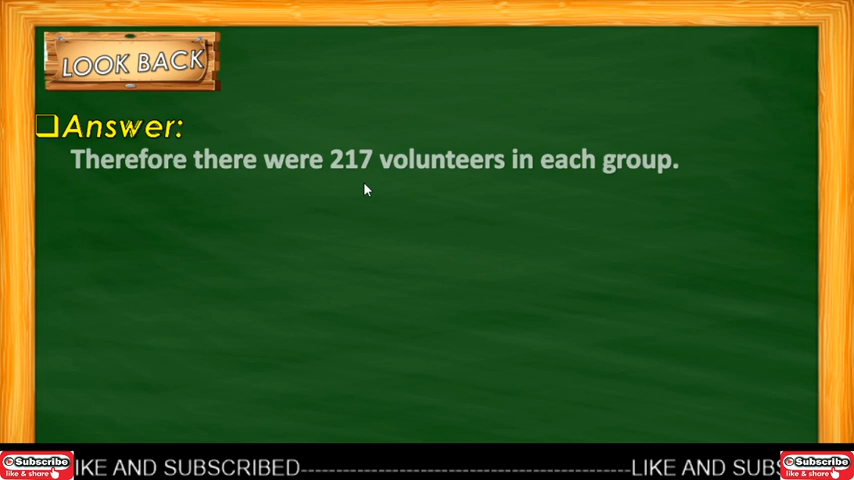 LOOK BACK
❑Answer:
Therefore there were 217 volunteers in each group.
Subscribe
like & share
IKE AND SUBSCRIBED------------------------------------------LIKE AND SUBS
Subscribe
like & share